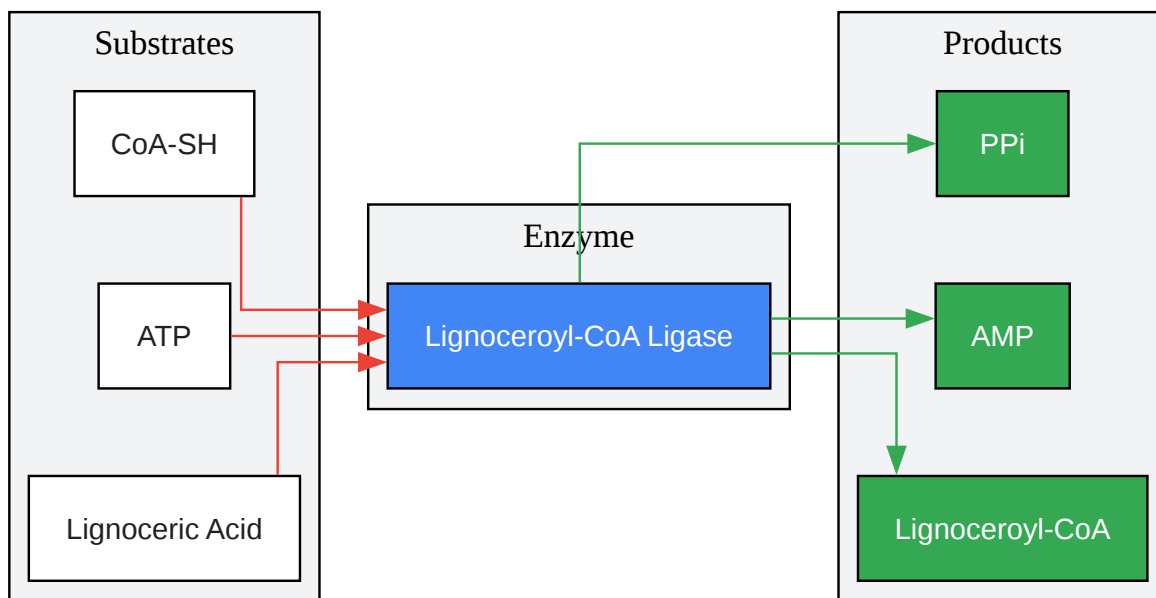 Substrates
CoA-SH
ATP
Lignoceric Acid
Enzyme
Lignoceroyl-CoA Ligase
Products
PPi
AMP
Lignoceroyl-CoA